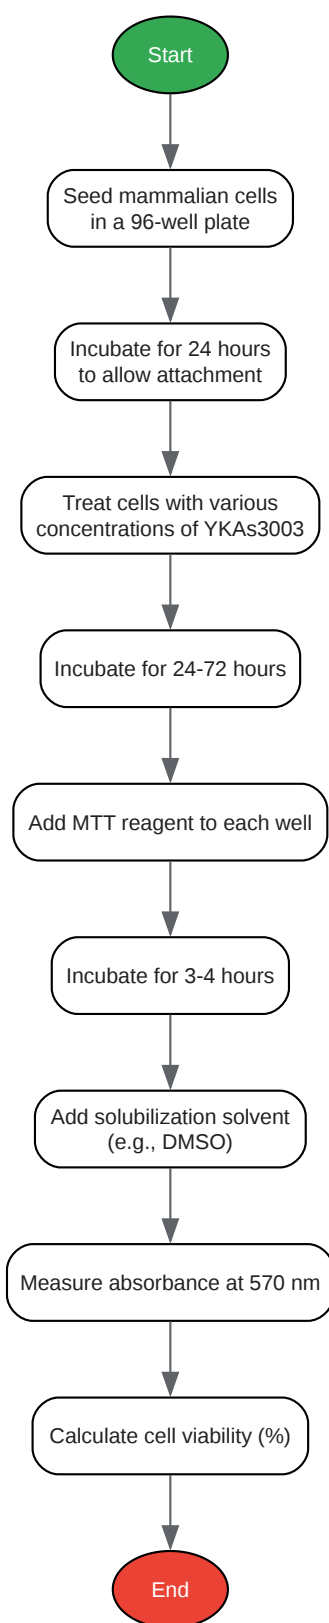 Start
Seed mammalian cells
in a 96-well plate
Incubate for 24 hours
to allow attachment
Treat cells with various
concentrations of YKAs3003
Incubate for 24-72 hours
Add MTT reagent to each well
Incubate for 3-4 hours
Add solubilization solvent
(e.g., DMSO)
Measure absorbance at 570 nm
Calculate cell viability (%)
End